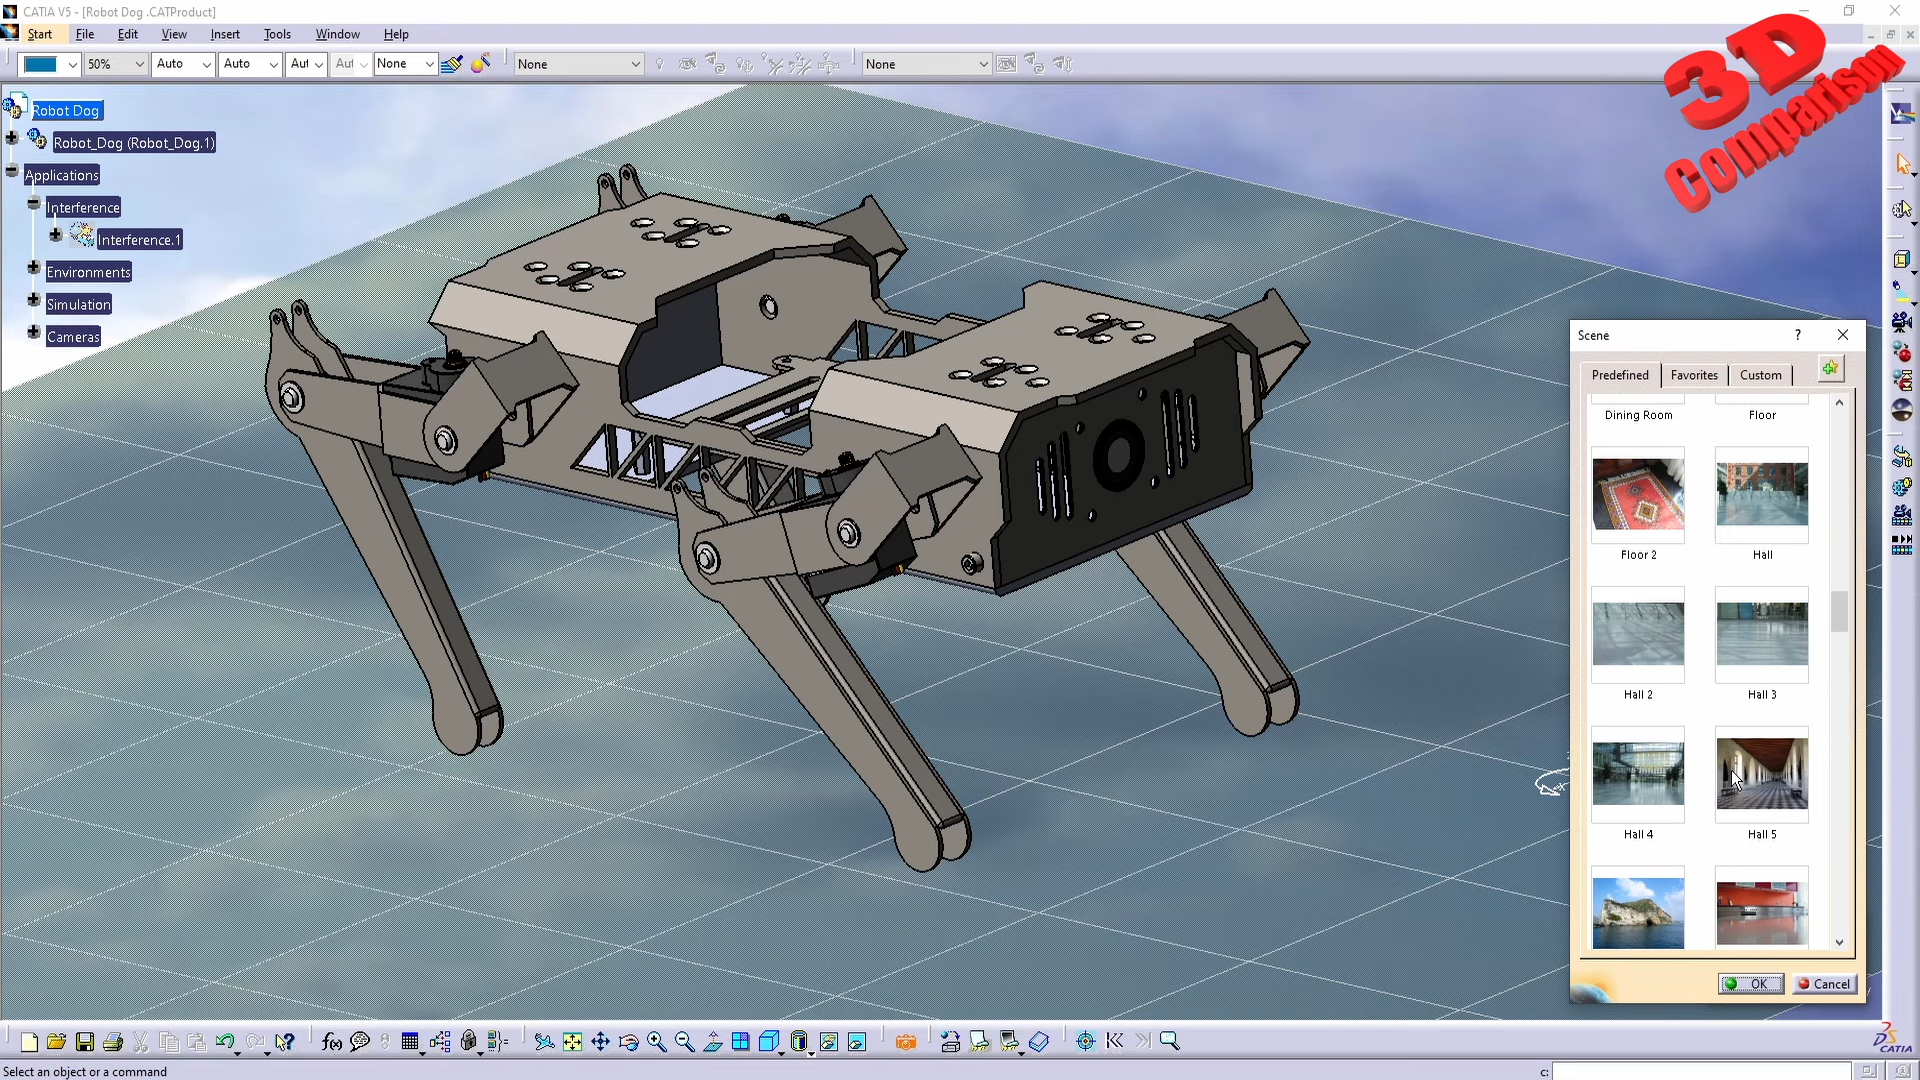 CATIA V5 - [Robot Dog .CATProduct]
Start File Edit View Insert Tools Window Help
50% Auto Auto Aut Aut None None None
3D
Comparison
Robot Dog
Robot_Dog (Robot_Dog.1)
Applications
Interference
Interference.1
Environments
Simulation
Cameras
Scene
?
Predefined Favorites Custom
Dining Room Floor
Floor 2 Hall
Hall 2 Hall 3
Hall 4 Hall 5
OK Cancel
f(x)
CATIA
Select an object or a command
c: